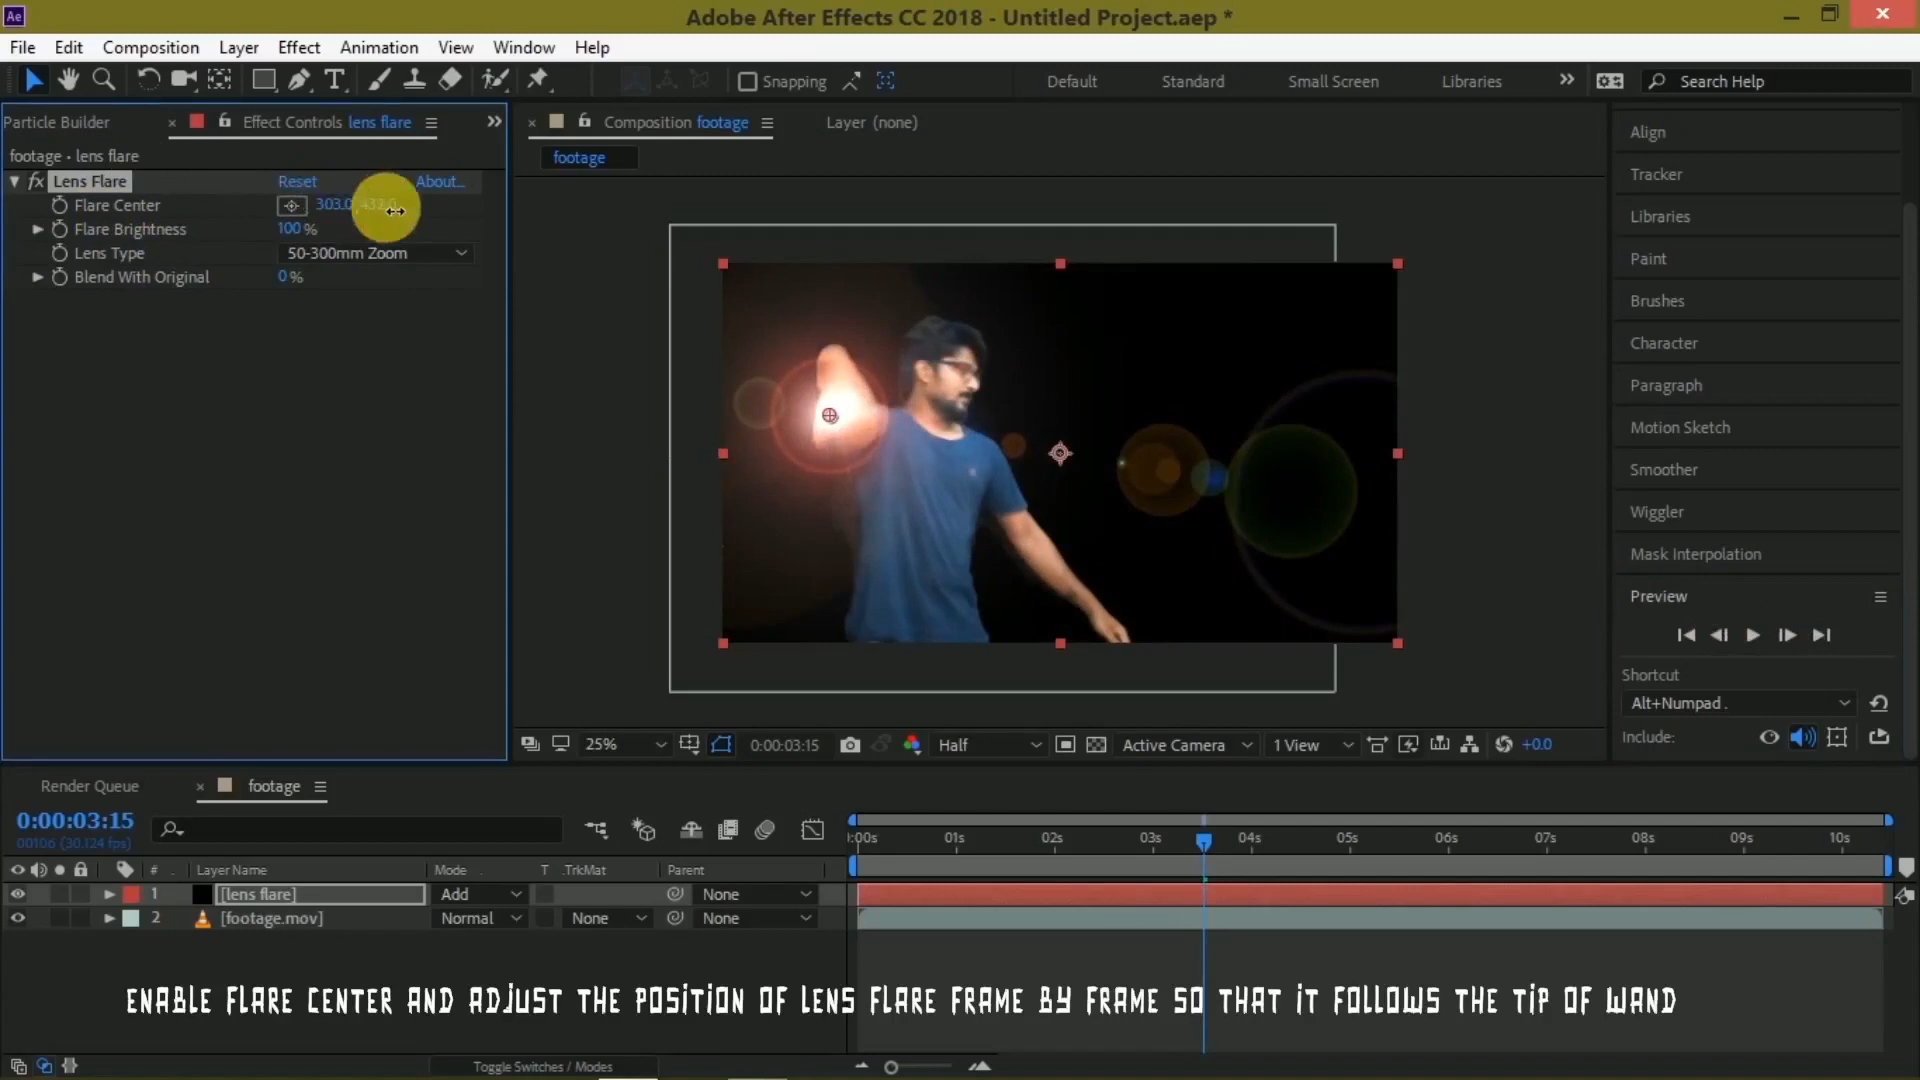 Ae
Adobe After Effects CC 2018 - Untitled Project.aep *
File Edit Composition Layer Effect Animation View Window Help
Snapping Default Standard Small Screen Libraries Search Help
Particle Builder Effect Controls lens flare Composition footage Layer (none)
footage • lens flare
footage
fx Lens Flare Reset About...
Flare Center 303.0, 432.0
Flare Brightness 100 %
Lens Type 50-300mm Zoom
Blend With Original 0 %
Align
Tracker
Libraries
Paint
Brushes
Character
Paragraph
Motion Sketch
Smoother
Wiggler
Mask Interpolation
Preview
Shortcut
Alt+Numpad .
Include:
25% 0:00:03:15 Half Active Camera 1 View +0.0
Render Queue footage
0:00:03:15
00106 (30.124 fps)
:00s 01s 02s 03s 04s 05s 06s 07s 08s 09s 10s
# Layer Name Mode T .TrkMat Parent
1 [lens flare] Add None
2 [footage.mov] Normal None None
ENABLE FLARE CENTER AND ADJUST THE POSITION OF LENS FLARE FRAME BY FRAME SO THAT IT FOLLOWS THE TIP OF WAND
Toggle Switches / Modes